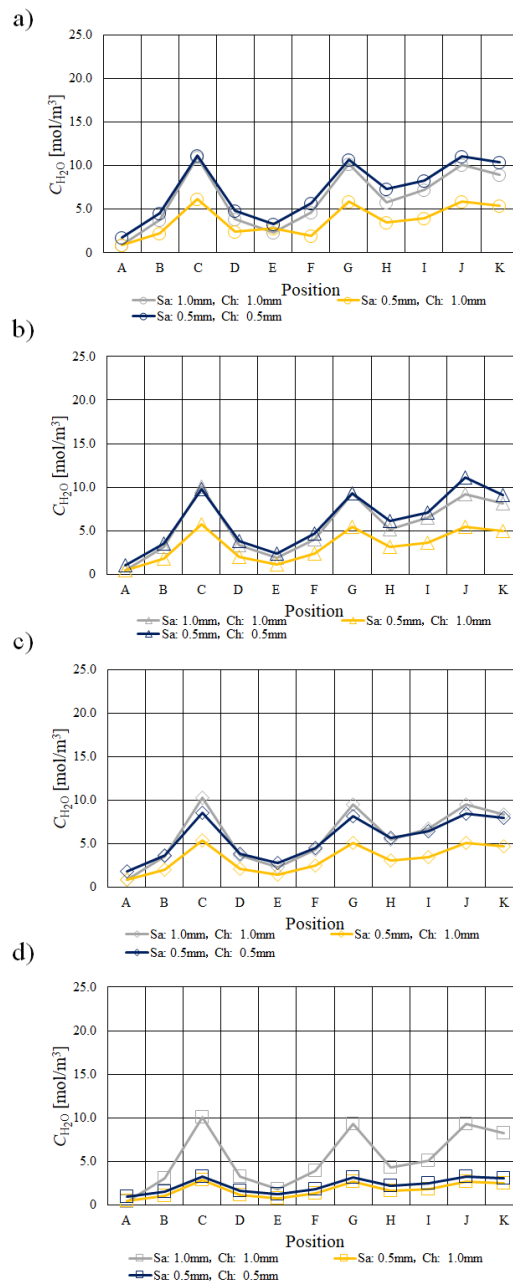 a)
25.0
20.0
15.0
10.0
5.0
0
C_H₂O [mol/m³]
A B C D E F G H I J K
Position
Sa: 1.0mm, Ch: 1.0mm
Sa: 0.5mm, Ch: 1.0mm
Sa: 0.5mm, Ch: 0.5mm
b)
25.0
20.0
15.0
10.0
5.0
0
C_H₂O [mol/m³]
A B C D E F G H I J K
Position
Sa: 1.0mm, Ch: 1.0mm
Sa: 0.5mm, Ch: 1.0mm
Sa: 0.5mm, Ch: 0.5mm
c)
25.0
20.0
15.0
10.0
5.0
0
C_H₂O [mol/m³]
A B C D E F G H I J K
Position
Sa: 1.0mm, Ch: 1.0mm
Sa: 0.5mm, Ch: 1.0mm
Sa: 0.5mm, Ch: 0.5mm
d)
25.0
20.0
15.0
10.0
5.0
0
C_H₂O [mol/m³]
A B C D E F G H I J K
Position
Sa: 1.0mm, Ch: 1.0mm
Sa: 0.5mm, Ch: 1.0mm
Sa: 0.5mm, Ch: 0.5mm